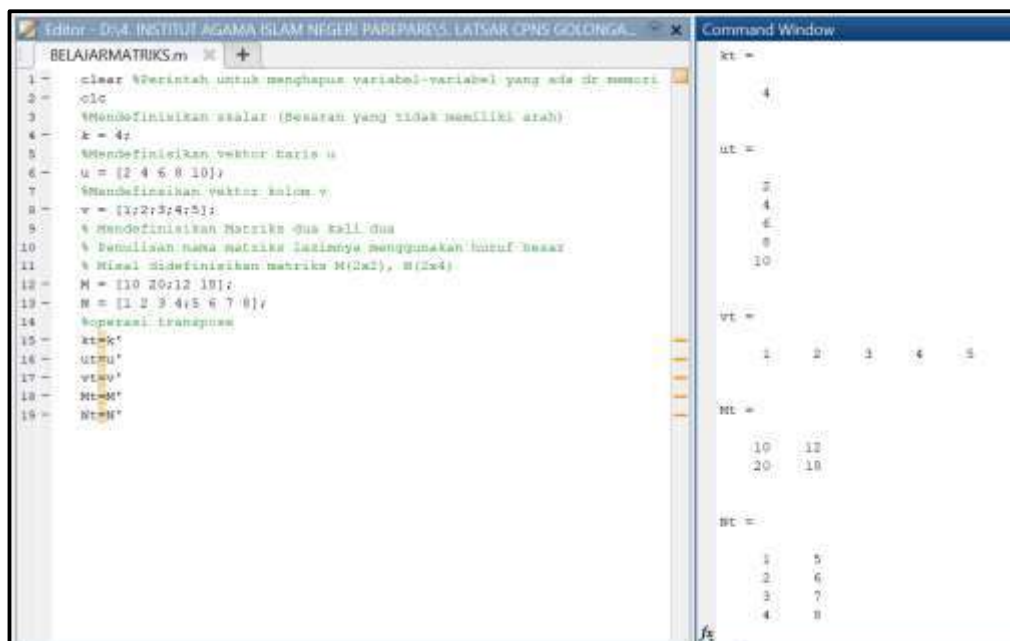 Editor - D:\4. INSTITUT AGAMA ISLAM NEGERI PAREPARE\5. LATSAR CPNS GOLONGA...
BELAJARMATRIKS.m
1 - clear %Perintah untuk menghapus variabel-variabel yang ada dr memori
2 - clc
3 %Mendefinisikan skalar (Besaran yang tidak memiliki arah)
4 - k = 4;
5 %Mendefinisikan vektor baris u
6 - u = [2 4 6 8 10];
7 %Mendefinsikan vektor kolom v
8 - v = [1;2;3;4;5];
9 % Mendefinisikan Matriks dua kali dua
10 % Penulisan nama matriks lazimnya menggunakan huruf besar
11 % Misal didefinisikan matriks M(2x2), N(2x4)
12 - M = [10 20;12 18];
13 - N = [1 2 3 4;5 6 7 8];
14 %operasi transpose
15 - kt=k'
16 - ut=u'
17 - vt=v'
18 - Mt=M'
19 - Nt=N'
Command Window
kt =
4
ut =
2
4
6
8
10
vt =
1 2 3 4 5
Mt =
10 12
20 18
Nt =
1 5
2 6
3 7
4 8
fx